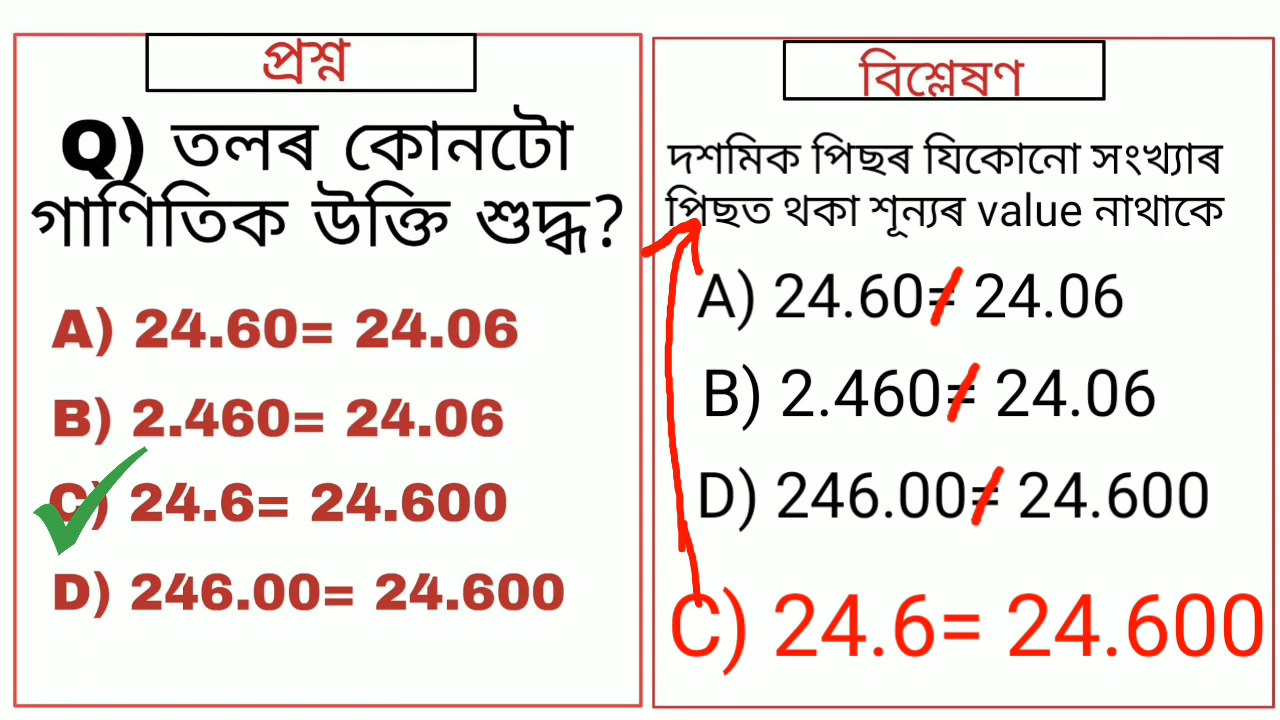 প্ৰশ্ন
Q) তলৰ কোনটো
গাণিতিক উক্তি শুদ্ধ?
A) 24.60= 24.06
B) 2.460= 24.06
C) 24.6= 24.600
D) 246.00= 24.600
বিশ্লেষণ
দশমিক পিছৰ যিকোনো সংখ্যাৰ
পিছত থকা শূন্যৰ value নাথাকে
A) 24.60= 24.06
B) 2.460= 24.06
D) 246.00= 24.600
C) 24.6= 24.600